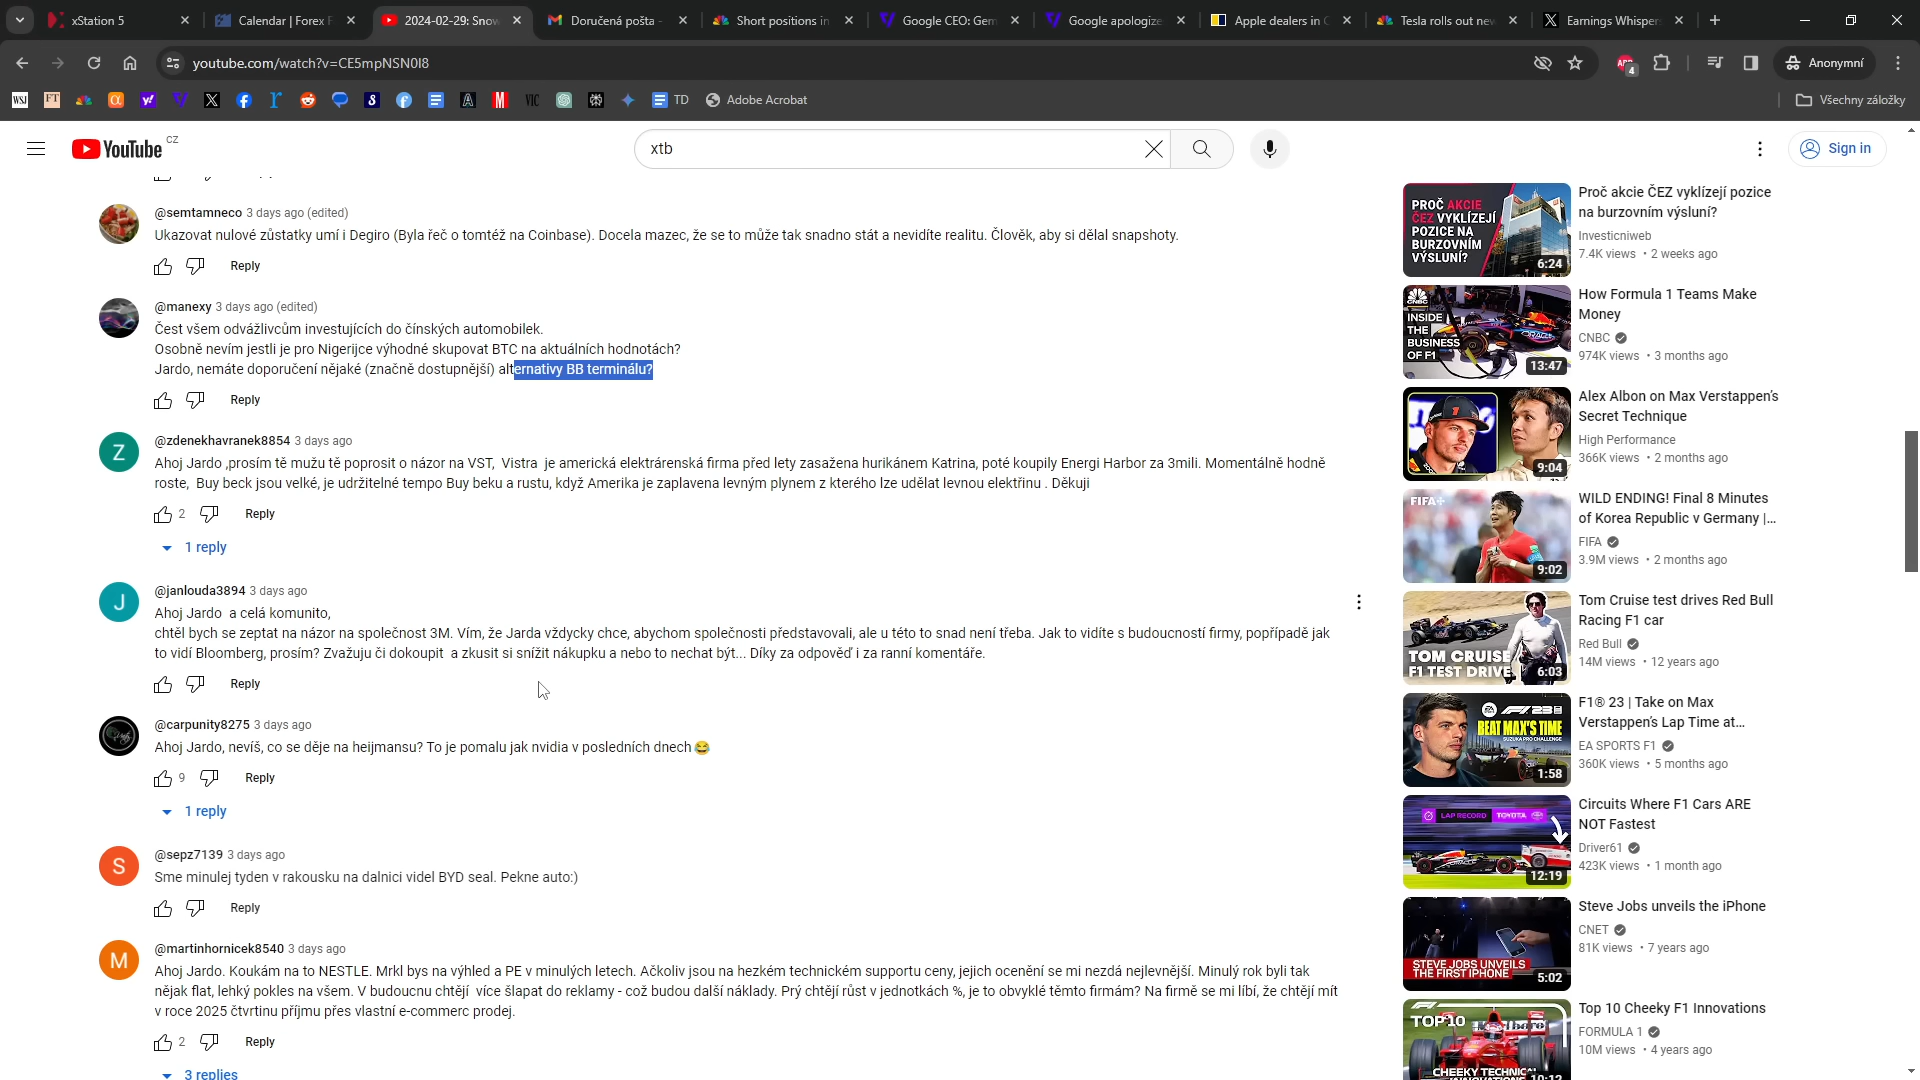 xStation 5
Calendar | Forex F
2024-02-29: Snow
Doručená pošta -
Short positions in
Google CEO: Gem
Google apologize
Apple dealers in C
Tesla rolls out new
Earnings Whisper
youtube.com/watch?v=CE5mpNSN0I8
4
Anonymní
TD
Adobe Acrobat
Všechny záložky
YouTube CZ
xtb
Sign in
@semtamneco 3 days ago (edited)
Ukazovat nulové zůstatky umí i Degiro (Byla řeč o tomtéž na Coinbase). Docela mazec, že se to může tak snadno stát a nevidíte realitu. Člověk, aby si dělal snapshoty.
Reply
@manexy 3 days ago (edited)
Čest všem odvážlivcům investujících do čínských automobilek.
Osobně nevím jestli je pro Nigerijce výhodné skupovat BTC na aktuálních hodnotách?
Jardo, nemáte doporučení nějaké (značně dostupnější) alternativy BB terminálu?
Reply
Z
@zdenekhavranek8854 3 days ago
Ahoj Jardo ,prosím tě mužu tě poprosit o názor na VST, Vistra je americká elektrárenská firma před lety zasažena hurikánem Katrina, poté koupily Energi Harbor za 3mili. Momentálně hodně
roste, Buy beck jsou velké, je udržitelné tempo Buy beku a rustu, když Amerika je zaplavena levným plynem z kterého lze udělat levnou elektřinu . Děkuji
2 Reply
1 reply
J
@janlouda3894 3 days ago
Ahoj Jardo a celá komunito,
chtěl bych se zeptat na názor na společnost 3M. Vím, že Jarda vždycky chce, abychom společnosti představovali, ale u této to snad není třeba. Jak to vidíte s budoucností firmy, popřípadě jak
to vidí Bloomberg, prosím? Zvažuju či dokoupit a zkusit si snížit nákupku a nebo to nechat být... Díky za odpověď i za ranní komentáře.
Reply
@carpunity8275 3 days ago
Ahoj Jardo, nevíš, co se děje na heijmansu? To je pomalu jak nvidia v posledních dnech 😂
9 Reply
1 reply
S
@sepz7139 3 days ago
Sme minulej tyden v rakousku na dalnici videl BYD seal. Pekne auto:)
Reply
M
@martinhornicek8540 3 days ago
Ahoj Jardo. Koukám na to NESTLE. Mrkl bys na výhled a PE v minulých letech. Ačkoliv jsou na hezkém technickém supportu ceny, jejich ocenění se mi nezdá nejlevnější. Minulý rok byli tak
nějak flat, lehký pokles na všem. V budoucnu chtějí více šlapat do reklamy - což budou další náklady. Prý chtějí růst v jednotkách %, je to obvyklé těmto firmám? Na firmě se mi líbí, že chtějí mít
v roce 2025 čtvrtinu příjmu přes vlastní e-commerc prodej.
2 Reply
3 replies
PROČ AKCIE
ČEZ VYKLÍZEJÍ
POZICE NA
BURZOVNÍM
VÝSLUNÍ?
6:24
Proč akcie ČEZ vyklízejí pozice
na burzovním výsluní?
Investicniweb
7.4K views • 2 weeks ago
INSIDE
THE
BUSINESS
OF F1
13:47
How Formula 1 Teams Make
Money
CNBC
974K views • 3 months ago
9:04
Alex Albon on Max Verstappen's
Secret Technique
High Performance
366K views • 2 months ago
FIFA+
9:02
WILD ENDING! Final 8 Minutes
of Korea Republic v Germany |...
FIFA
3.9M views • 2 months ago
TOM CRUISE
F1 TEST DRIVE
6:03
Tom Cruise test drives Red Bull
Racing F1 car
Red Bull
14M views • 12 years ago
F1 23
BEAT MAX'S TIME
SUZUKA PRO CHALLENGE
1:58
F1® 23 | Take on Max
Verstappen's Lap Time at...
EA SPORTS F1
360K views • 5 months ago
LAP RECORD TOYOTA
12:19
Circuits Where F1 Cars ARE
NOT Fastest
Driver61
423K views • 1 month ago
STEVE JOBS UNVEILS
THE FIRST IPHONE
5:02
Steve Jobs unveils the iPhone
CNET
81K views • 7 years ago
TOP 10
Marlboro
CHEEKY TECHNICAL
INNOVATIONS
10:12
Top 10 Cheeky F1 Innovations
FORMULA 1
10M views • 4 years ago